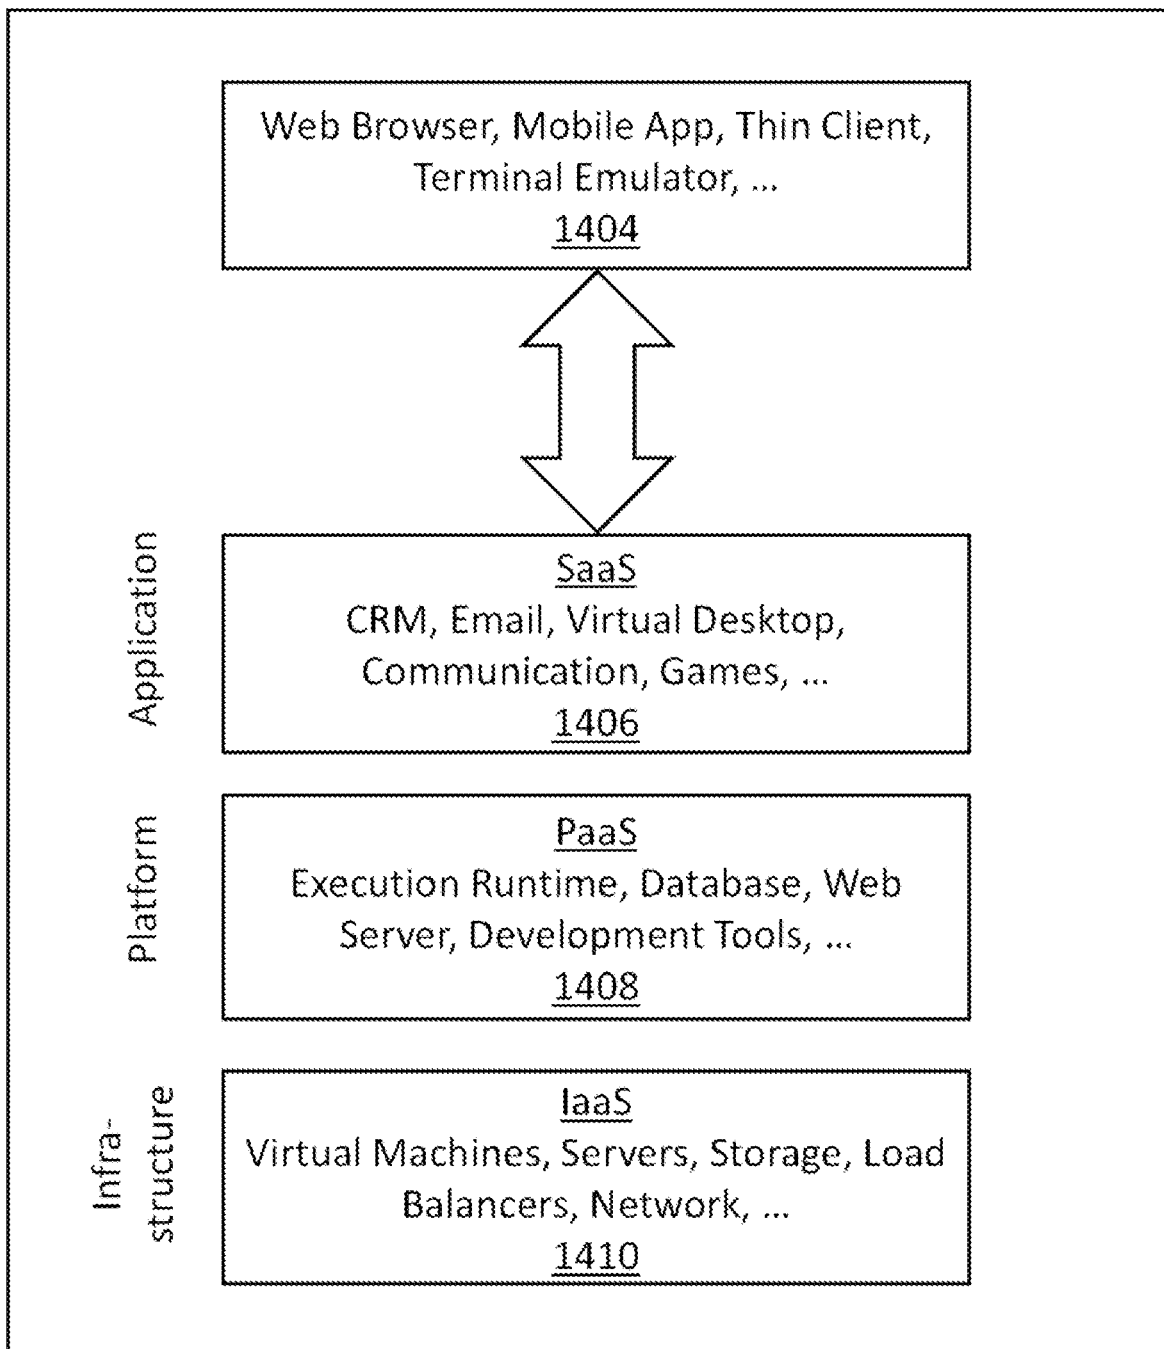 Web Browser, Mobile App, Thin Client,
Terminal Emulator, ...
1404
Application
SaaS
CRM, Email, Virtual Desktop,
Communication, Games, ...
1406
Platform
PaaS
Execution Runtime, Database, Web
Server, Development Tools, ...
1408
Infra-
structure
IaaS
Virtual Machines, Servers, Storage, Load
Balancers, Network, ...
1410